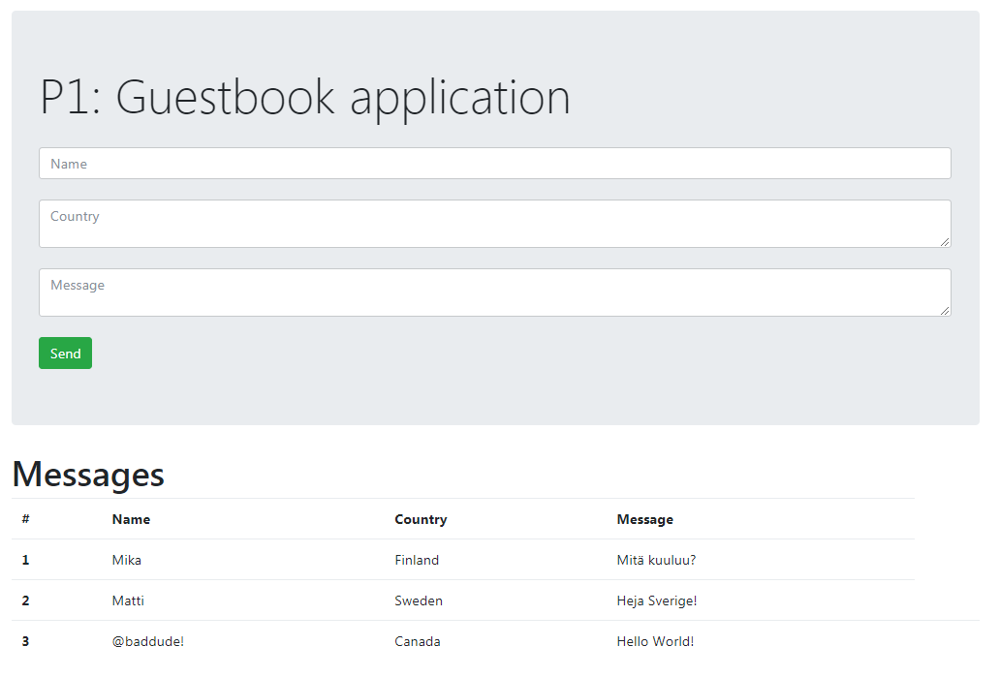 P1: Guestbook application
Name
Country
Message
Send
Messages
# Name Country Message
1 Mika Finland Mitä kuuluu?
2 Matti Sweden Heja Sverige!
3 @baddude! Canada Hello World!